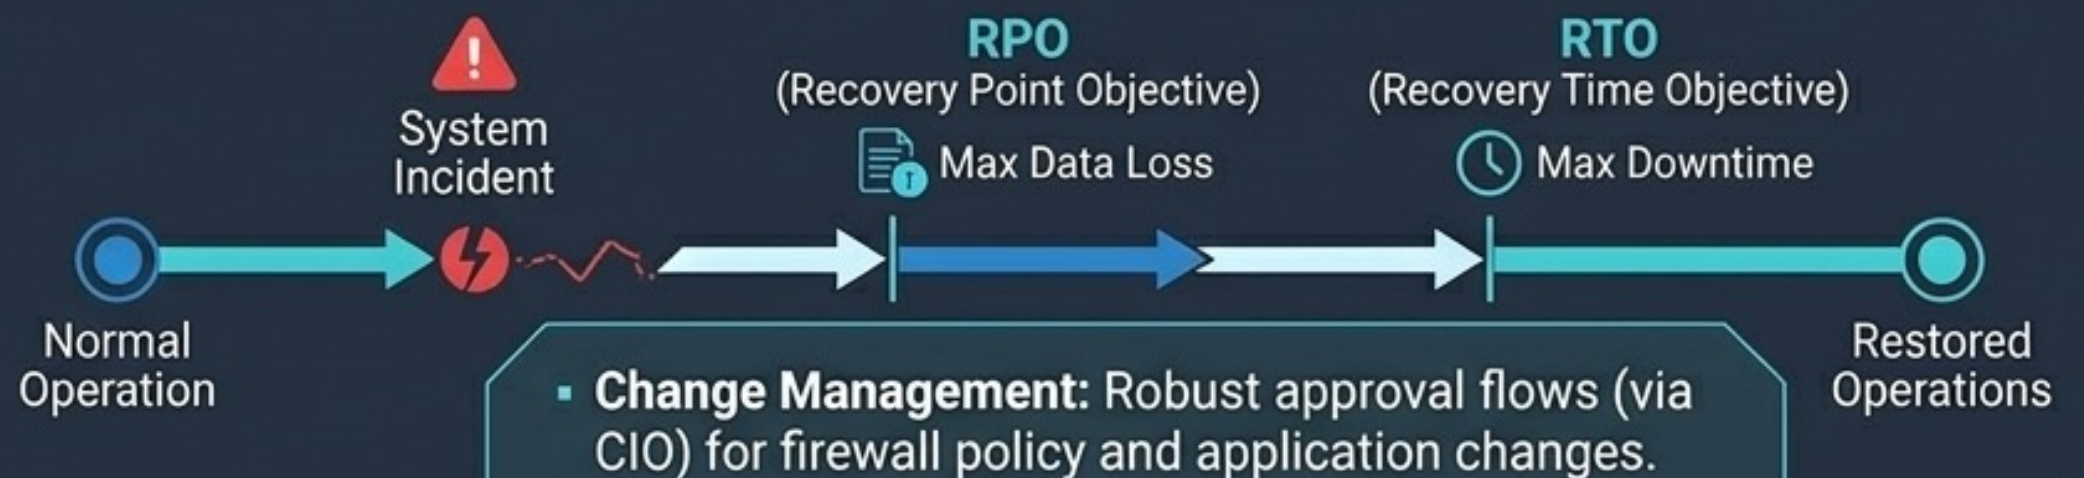 System
Incident
RPO
(Recovery Point Objective)
Max Data Loss
RTO
(Recovery Time Objective)
Max Downtime
Normal
Operation
Restored
Operations
▪ Change Management: Robust approval flows (via
CIO) for firewall policy and application changes.